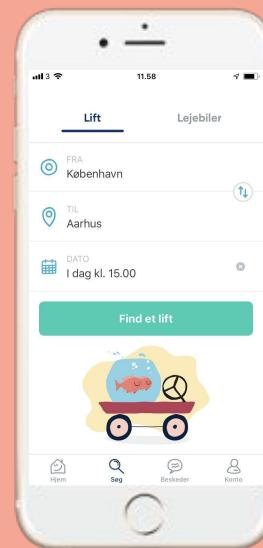 3 11.58
Lift Lejebiler
FRA
København
TIL
Aarhus
DATO
I dag kl. 15.00
Find et lift
Hjem Søg Beskeder Konto